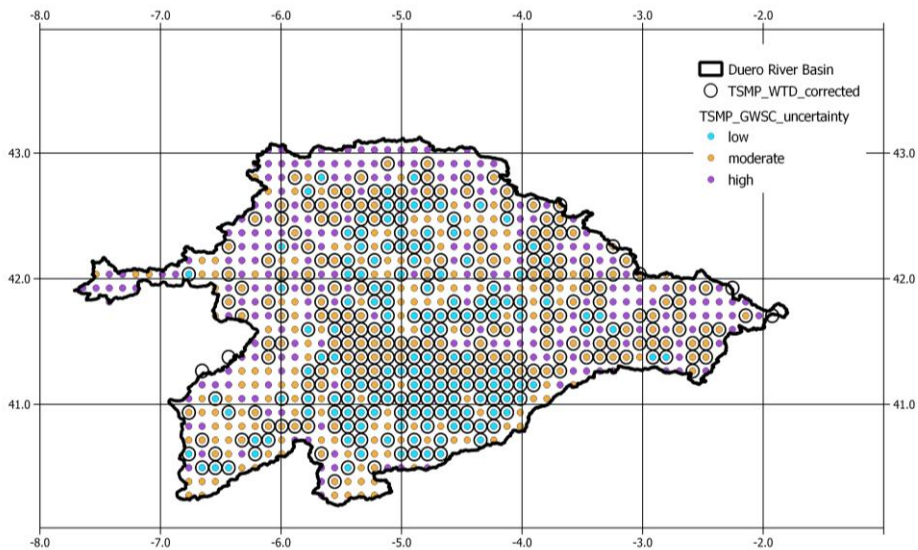 -8.0 -7.0 -6.0 -5.0 -4.0 -3.0 -2.0
Duero River Basin
TSMP_WTD_corrected
TSMP_GWSC_uncertainty
low
moderate
high
43.0 43.0
42.0 42.0
41.0 41.0
-8.0 -7.0 -6.0 -5.0 -4.0 -3.0 -2.0